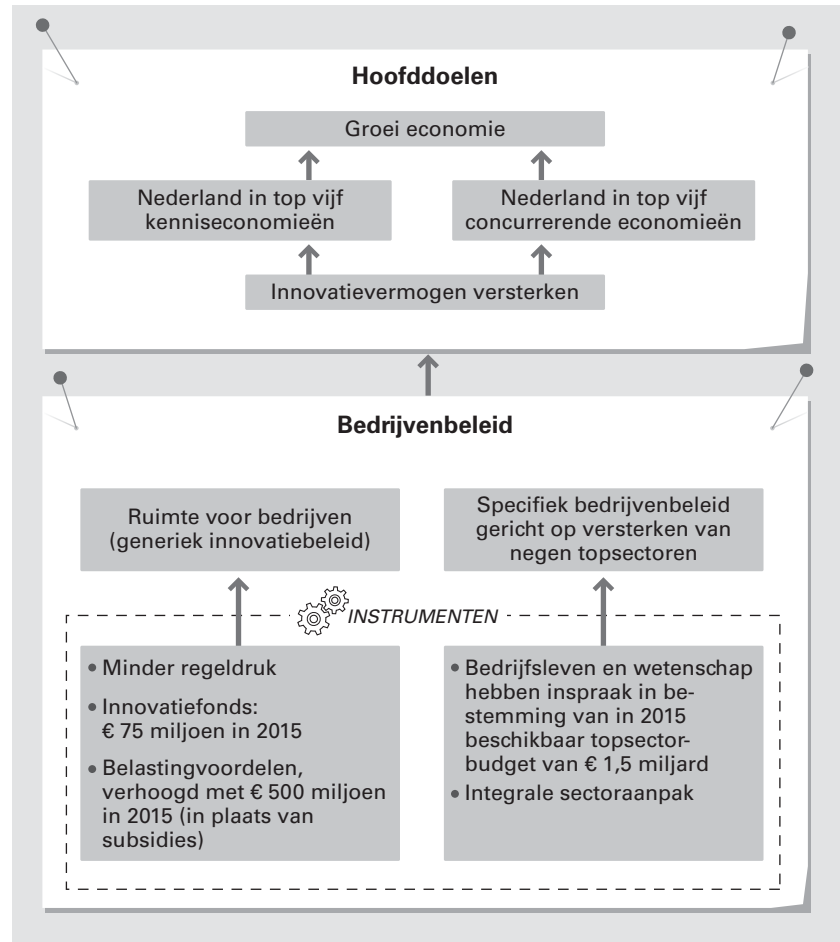 Hoofddoelen
Groei economie
Nederland in top vijf
kenniseconomieën
Nederland in top vijf
concurrerende economieën
Innovatievermogen versterken
Bedrijvenbeleid
Ruimte voor bedrijven
(generiek innovatiebeleid)
Specifiek bedrijvenbeleid
gericht op versterken van
negen topsectoren
INSTRUMENTEN
• Minder regeldruk
• Innovatiefonds:
€ 75 miljoen in 2015
• Belastingvoordelen,
verhoogd met € 500 miljoen
in 2015 (in plaats van
subsidies)
• Bedrijfsleven en wetenschap
hebben inspraak in be-
stemming van in 2015
beschikbaar topsector-
budget van € 1,5 miljard
• Integrale sectoraanpak